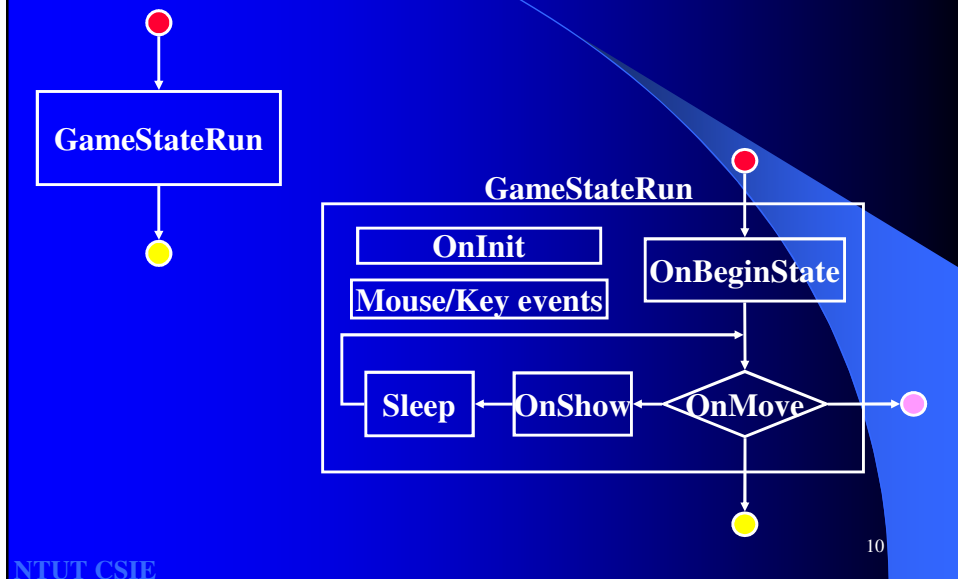 GameStateRun
GameStateRun
OnInit
OnBeginState
Mouse/Key events
Sleep
OnShow
OnMove
10
NTUT CSIE